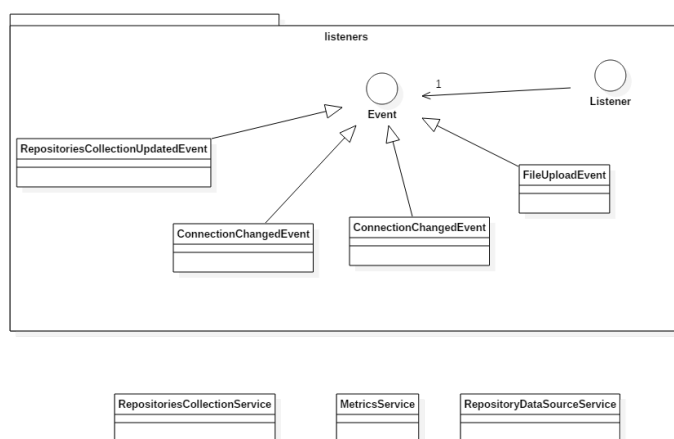 listeners
1
Event
Listener
RepositoriesCollectionUpdatedEvent
FileUploadEvent
ConnectionChangedEvent
ConnectionChangedEvent
RepositoriesCollectionService
MetricsService
RepositoryDataSourceService